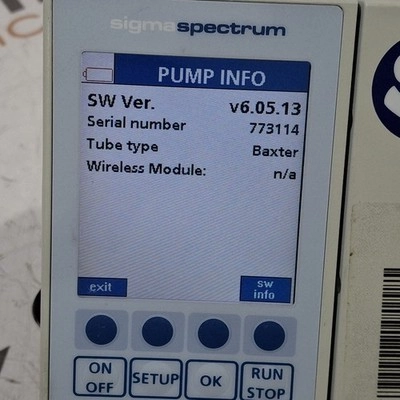 sigmaspectrum
PUMP INFO
SW Ver. v6.05.13
Serial number 773114
Tube type Baxter
Wireless Module: n/a
exit
sw
info
ON
OFF
SETUP
OK
RUN
STOP